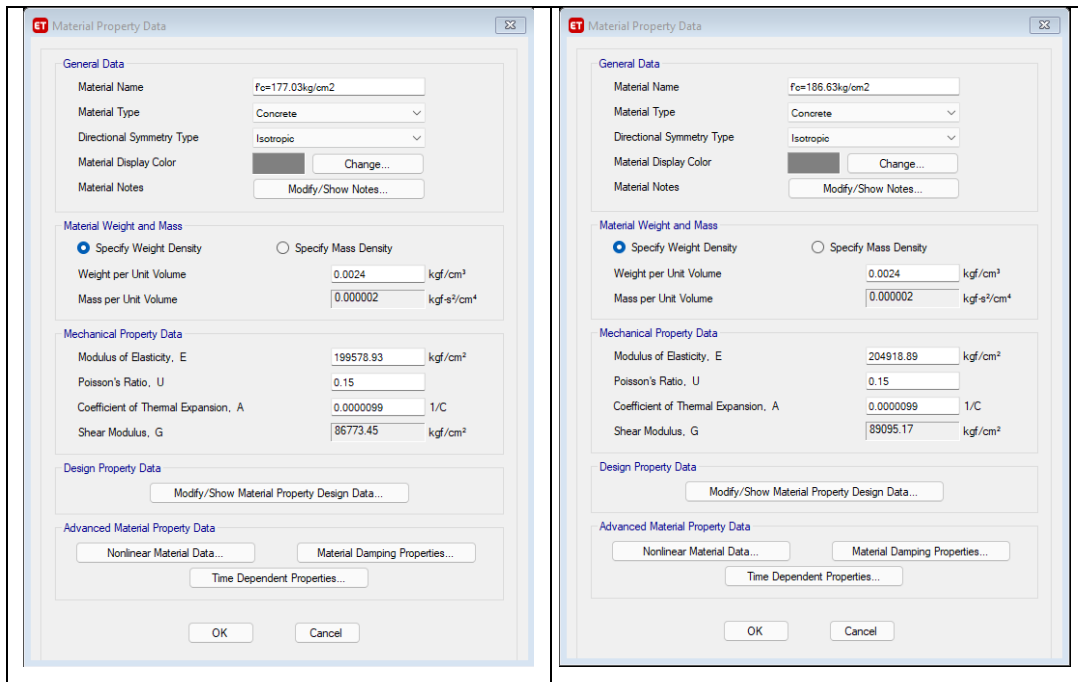 ET Material Property Data
General Data
Material Name f'c=177.03kg/cm2
Material Type Concrete
Directional Symmetry Type Isotropic
Material Display Color Change...
Material Notes Modify/Show Notes...
Material Weight and Mass
Specify Weight Density Specify Mass Density
Weight per Unit Volume 0.0024 kgf/cm³
Mass per Unit Volume 0.000002 kgf-s²/cm⁴
Mechanical Property Data
Modulus of Elasticity, E 199578.93 kgf/cm²
Poisson's Ratio, U 0.15
Coefficient of Thermal Expansion, A 0.0000099 1/C
Shear Modulus, G 86773.45 kgf/cm²
Design Property Data
Modify/Show Material Property Design Data...
Advanced Material Property Data
Nonlinear Material Data... Material Damping Properties...
Time Dependent Properties...
OK Cancel
ET Material Property Data
General Data
Material Name f'c=186.63kg/cm2
Material Type Concrete
Directional Symmetry Type Isotropic
Material Display Color Change...
Material Notes Modify/Show Notes...
Material Weight and Mass
Specify Weight Density Specify Mass Density
Weight per Unit Volume 0.0024 kgf/cm³
Mass per Unit Volume 0.000002 kgf-s²/cm⁴
Mechanical Property Data
Modulus of Elasticity, E 204918.89 kgf/cm²
Poisson's Ratio, U 0.15
Coefficient of Thermal Expansion, A 0.0000099 1/C
Shear Modulus, G 89095.17 kgf/cm²
Design Property Data
Modify/Show Material Property Design Data...
Advanced Material Property Data
Nonlinear Material Data... Material Damping Properties...
Time Dependent Properties...
OK Cancel